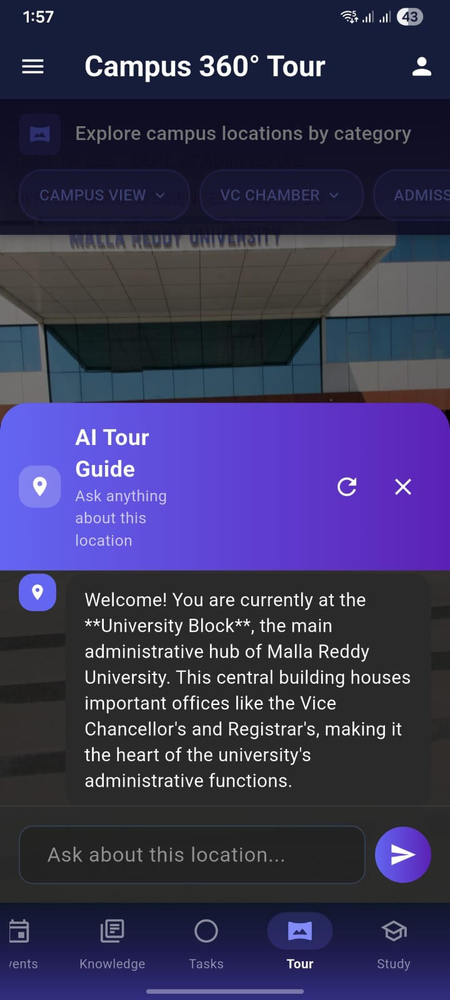 1:57
43
Campus 360° Tour
Explore campus locations by category
CAMPUS VIEW
VC CHAMBER
ADMISS
MALLA REDDY UNIVERSITY
AI Tour
Guide
Ask anything
about this
location
Welcome! You are currently at the
**University Block**, the main
administrative hub of Malla Reddy
University. This central building houses
important offices like the Vice
Chancellor's and Registrar's, making it
the heart of the university's
administrative functions.
Ask about this location...
vents
Knowledge
Tasks
Tour
Study